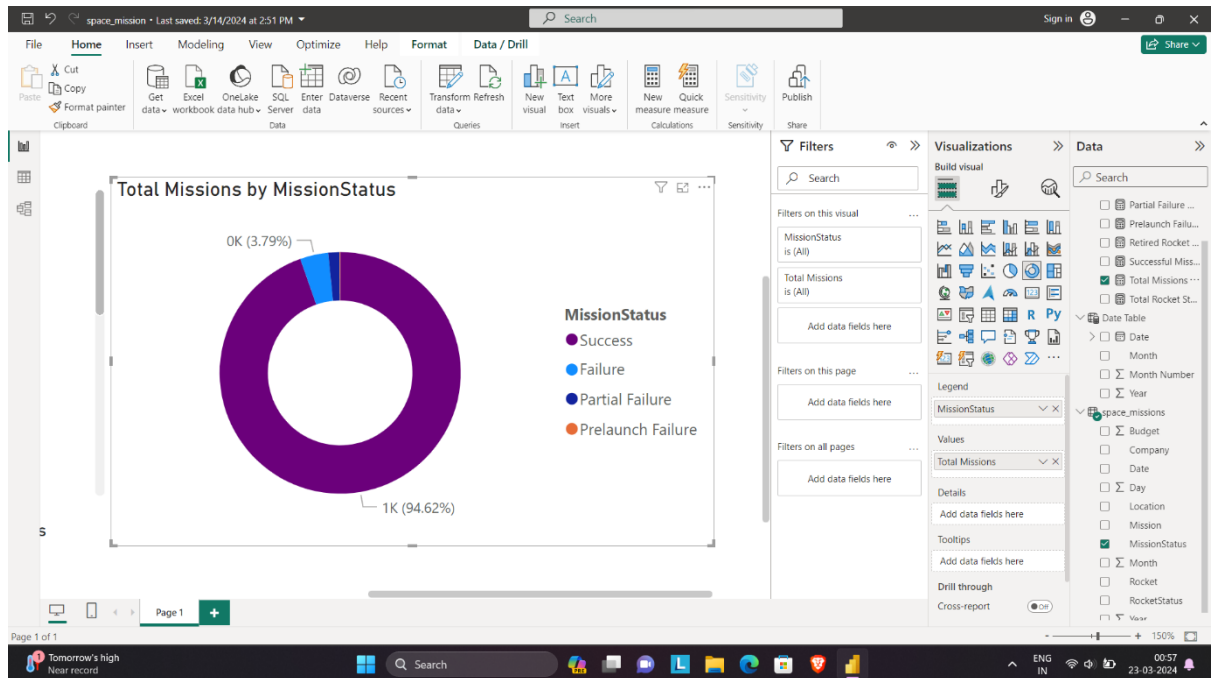 space_mission • Last saved: 3/14/2024 at 2:51 PM
Search
Sign in
File Home Insert Modeling View Optimize Help Format Data / Drill
Share
Paste
Cut
Copy
Format painter
Clipboard
Get data
Excel workbook
OneLake data hub
SQL Server
Enter data
Dataverse
Recent sources
Data
Transform data
Refresh
Queries
New visual
Text box
More visuals
Insert
New measure
Quick measure
Calculations
Sensitivity
Sensitivity
Publish
Share
Total Missions by MissionStatus
0K (3.79%)
1K (94.62%)
MissionStatus
Success
Failure
Partial Failure
Prelaunch Failure
s
Filters
Search
Filters on this visual
...
MissionStatus
is (All)
Total Missions
is (All)
Add data fields here
Filters on this page
...
Add data fields here
Filters on all pages
...
Add data fields here
Visualizations
Build visual
R Py
...
Legend
MissionStatus
Values
Total Missions
Details
Add data fields here
Tooltips
Add data fields here
Drill through
Cross-report
Off
Data
Search
Partial Failure ...
Prelaunch Failu...
Retired Rocket ...
Successful Miss...
Total Missions ...
Total Rocket St...
Date Table
Date
Month
Σ Month Number
Σ Year
space_missions
Σ Budget
Company
Date
Σ Day
Location
Mission
MissionStatus
Σ Month
Rocket
RocketStatus
Σ Year
Page 1
+
Page 1 of 1
- + 150%
1
Tomorrow's high
Near record
Search
PRE
L
ENG
IN
00:57
23-03-2024